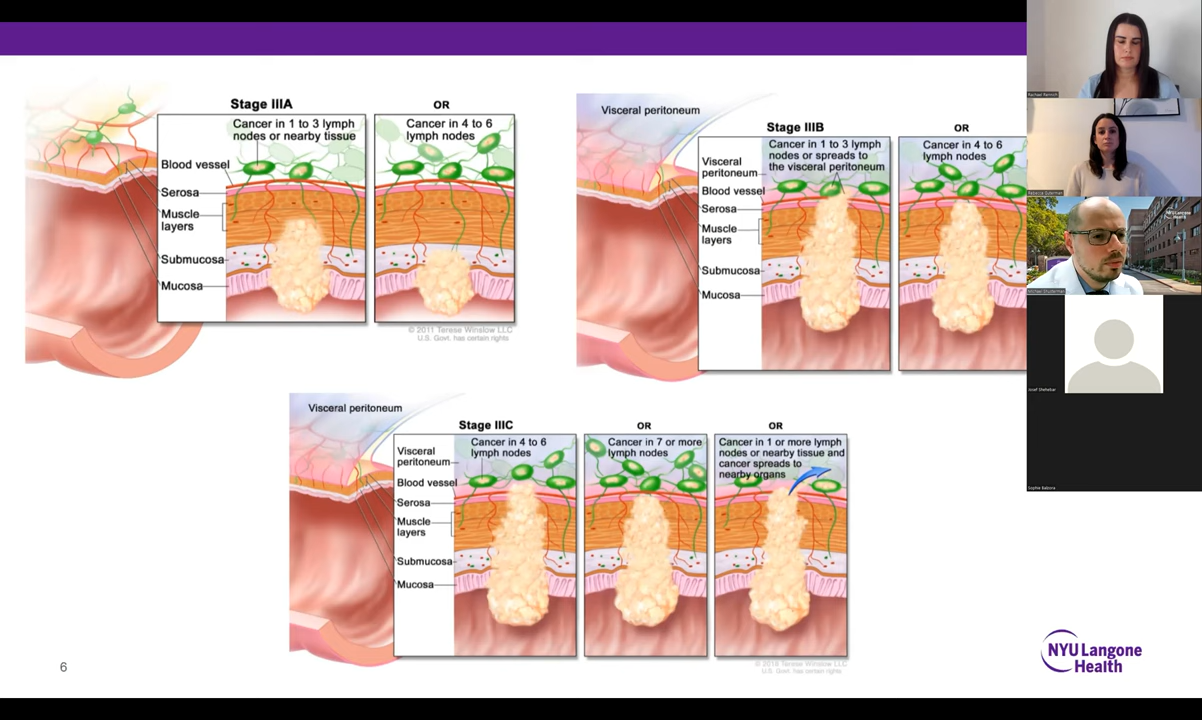 Stage IIIA
OR
Cancer in 1 to 3 lymph
nodes or nearby tissue
Cancer in 4 to 6
lymph nodes
Blood vessel
Serosa
Muscle
layers
Submucosa
Mucosa
© 2011 Terese Winslow LLC
U.S. Govt. has certain rights
Visceral peritoneum
Stage IIIB
OR
Cancer in 1 to 3 lymph
nodes or spreads to
the visceral peritoneum
Cancer in 4 to 6
lymph nodes
Visceral
peritoneum
Blood vessel
Serosa
Muscle
layers
Submucosa
Mucosa
Visceral peritoneum
Stage IIIC
OR
OR
Cancer in 4 to 6
lymph nodes
Cancer in 7 or more
lymph nodes
Cancer in 1 or more lymph
nodes or nearby tissue and
cancer spreads to
nearby organs
Visceral
peritoneum
Blood vessel
Serosa
Muscle
layers
Submucosa
Mucosa
© 2018 Terese Winslow LLC
U.S. Govt. has certain rights
6
NYU Langone
Health
NYU Langone
Health